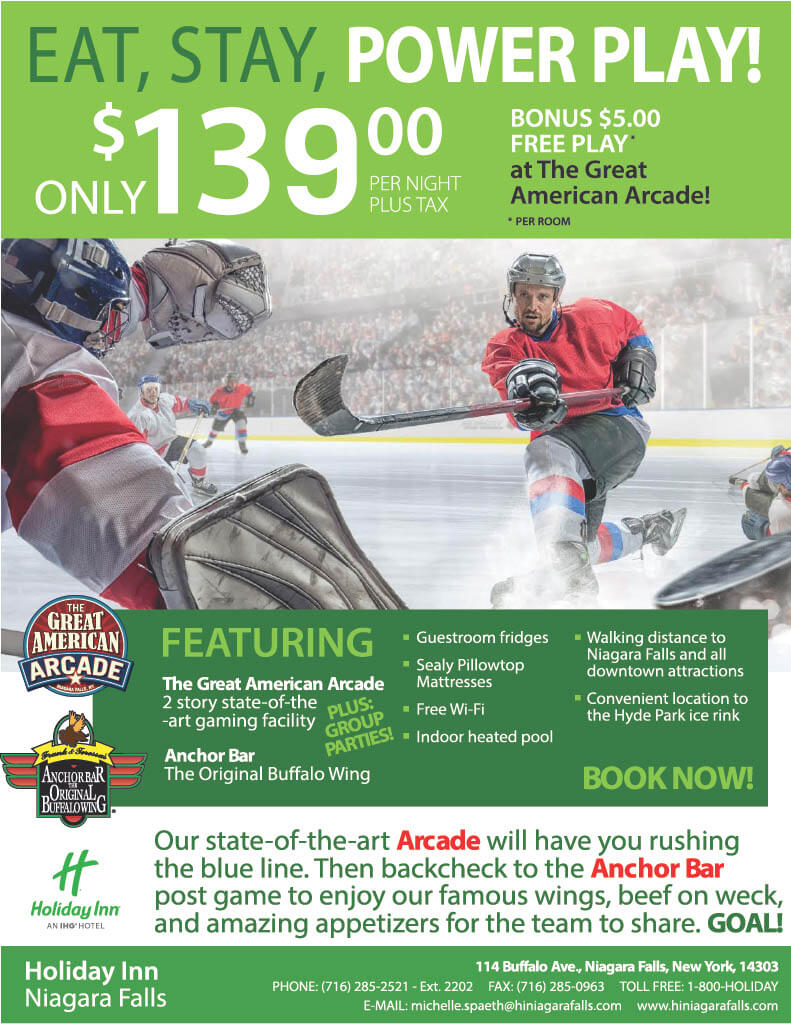 EAT, STAY, POWER PLAY!
ONLY $139.00
PER NIGHT
PLUS TAX
BONUS $5.00
FREE PLAY*
at The Great
American Arcade!
* PER ROOM
THE
GREAT
AMERICAN
ARCADE
NIAGARA FALLS, NY
FEATURING
The Great American Arcade
2 story state-of-the
-art gaming facility
PLUS:
GROUP
PARTIES!
Anchor Bar
The Original Buffalo Wing
▪ Guestroom fridges
▪ Sealy Pillowtop
Mattresses
▪ Free Wi-Fi
▪ Indoor heated pool
▪ Walking distance to
Niagara Falls and all
downtown attractions
▪ Convenient location to
the Hyde Park ice rink
BOOK NOW!
Frank & Teressa's
ANCHOR BAR
THE
ORIGINAL
BUFFALO WING
®
Our state-of-the-art Arcade will have you rushing
the blue line. Then backcheck to the Anchor Bar
post game to enjoy our famous wings, beef on weck,
and amazing appetizers for the team to share. GOAL!
H
Holiday Inn
AN IHG® HOTEL
Holiday Inn
Niagara Falls
114 Buffalo Ave., Niagara Falls, New York, 14303
PHONE: (716) 285-2521 - Ext. 2202 FAX: (716) 285-0963 TOLL FREE: 1-800-HOLIDAY
E-MAIL: michelle.spaeth@hiniagarafalls.com www.hiniagarafalls.com